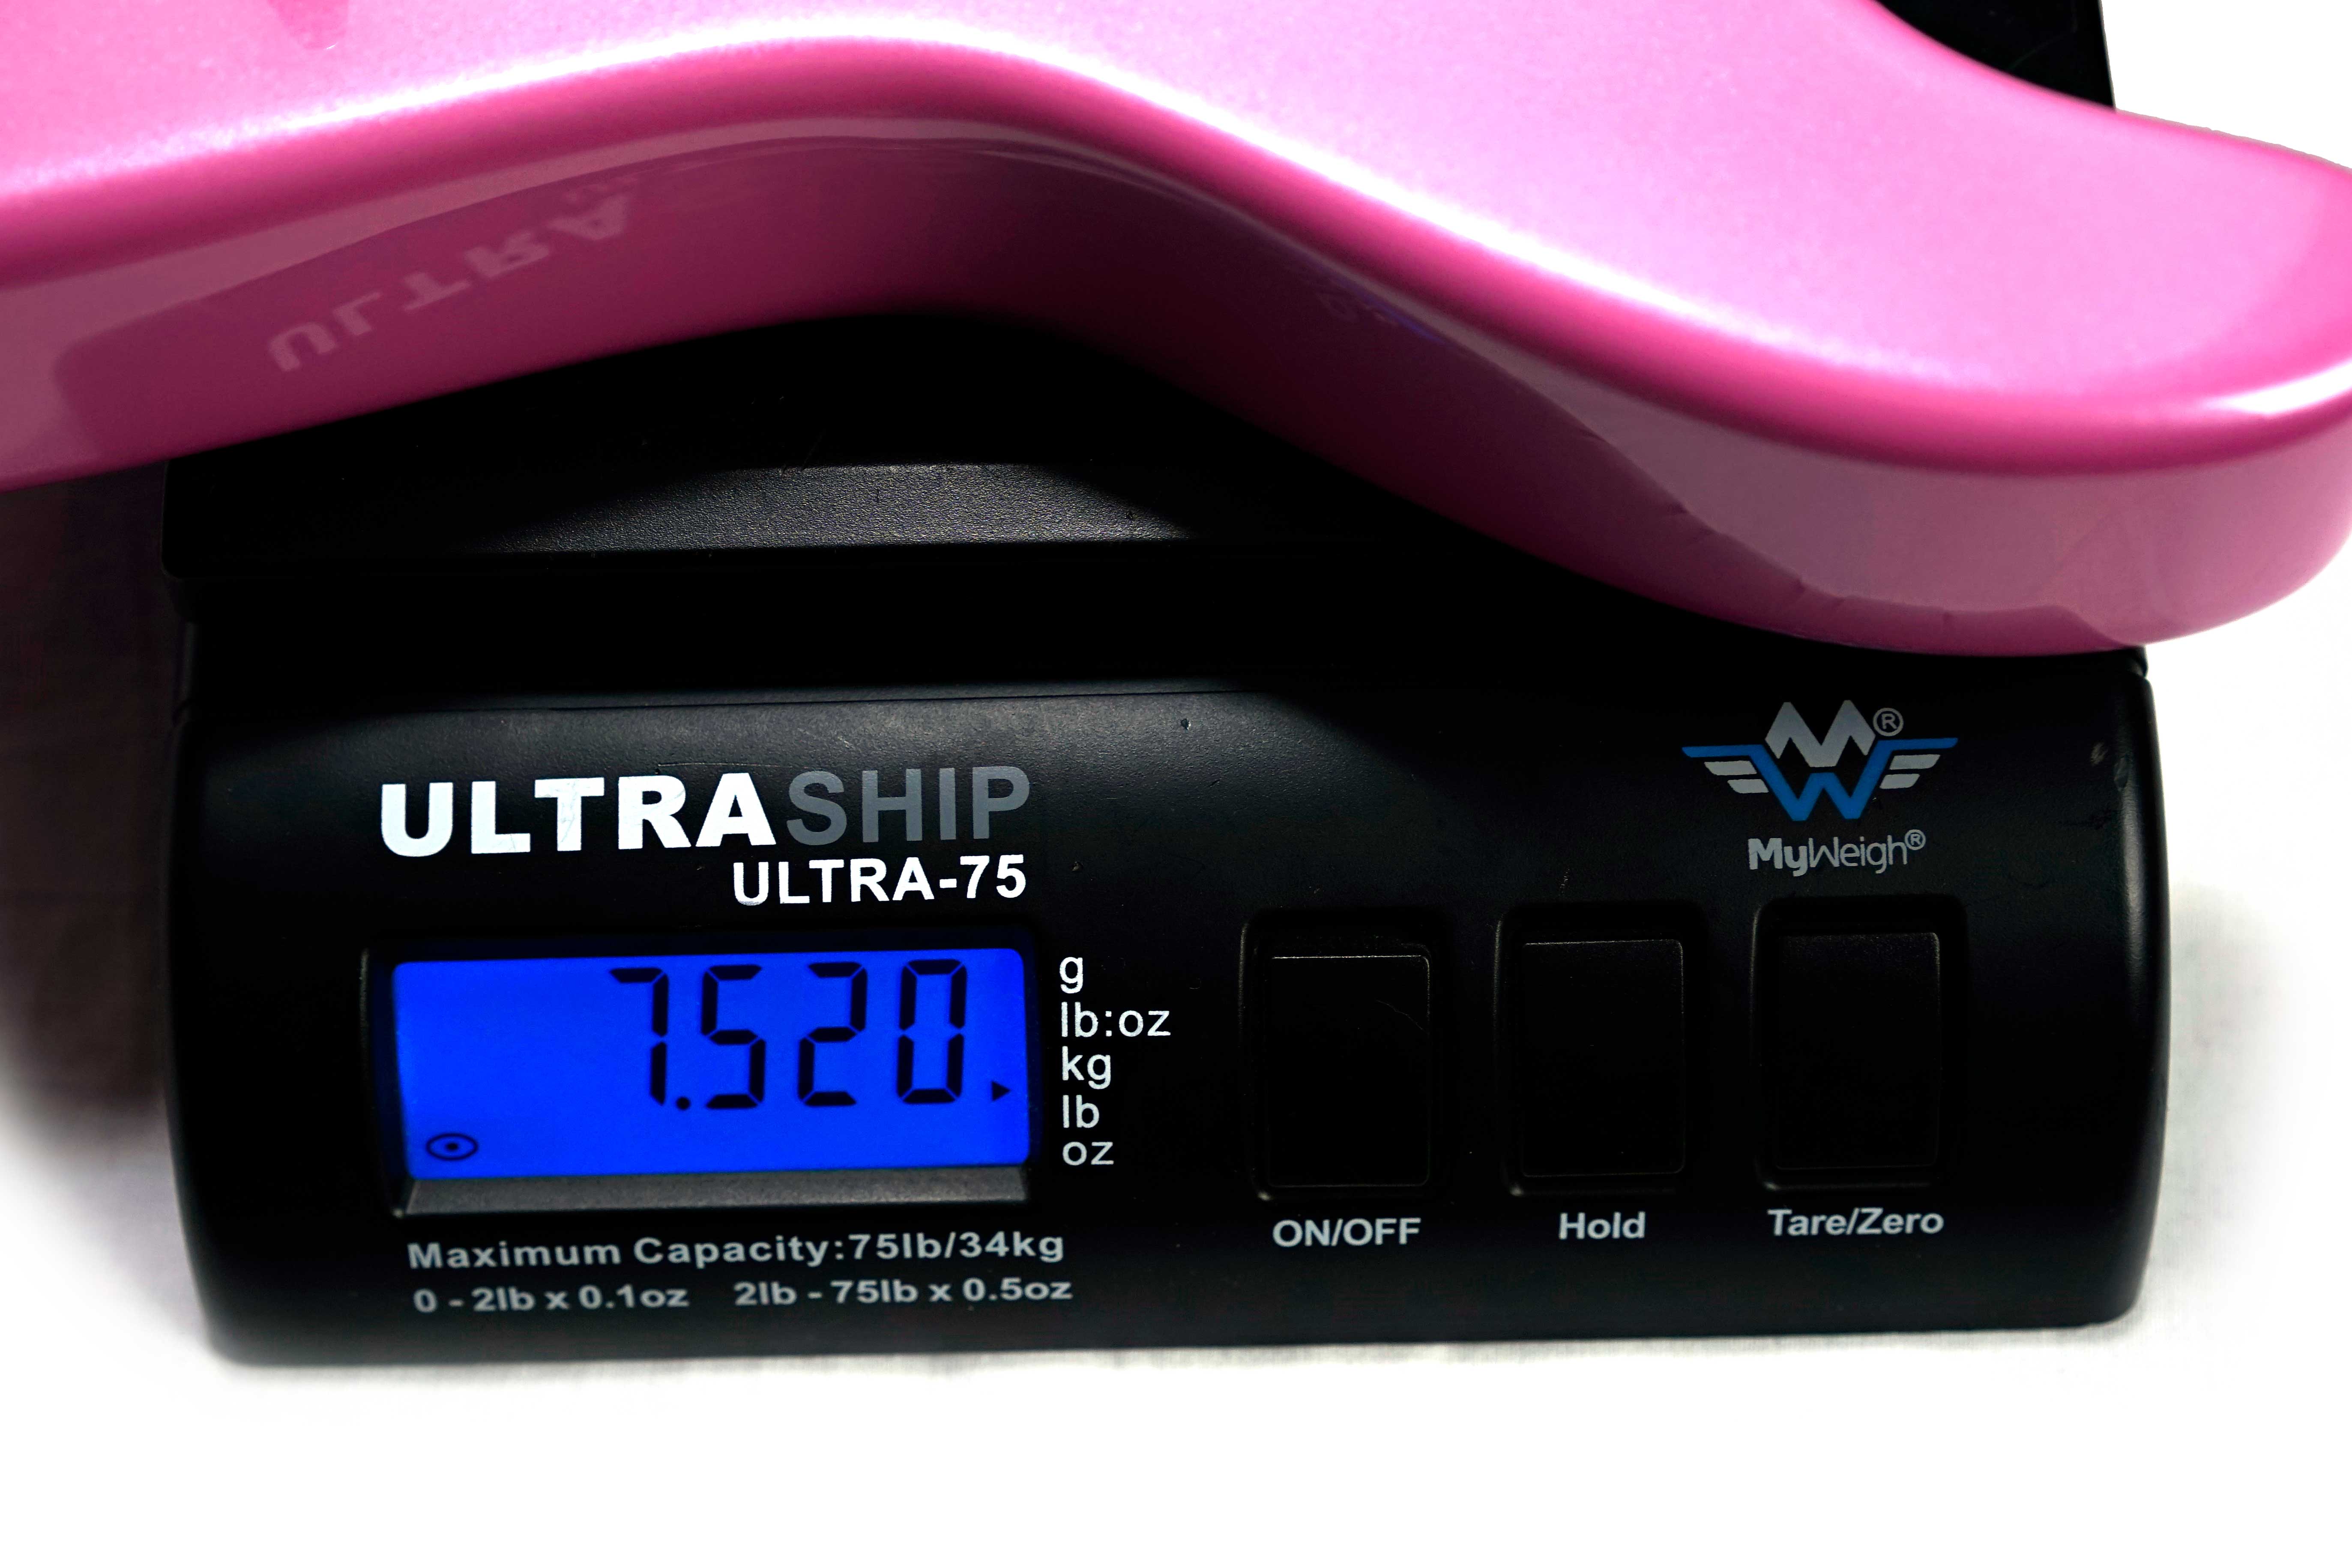 ULTRA
ULTRASHIP
ULTRA-75
MW®
MyWeigh®
7.520
g
lb:oz
kg
lb
oz
ON/OFF
Hold
Tare/Zero
Maximum Capacity:75lb/34kg
0 - 2lb x 0.1oz 2lb - 75lb x 0.5oz